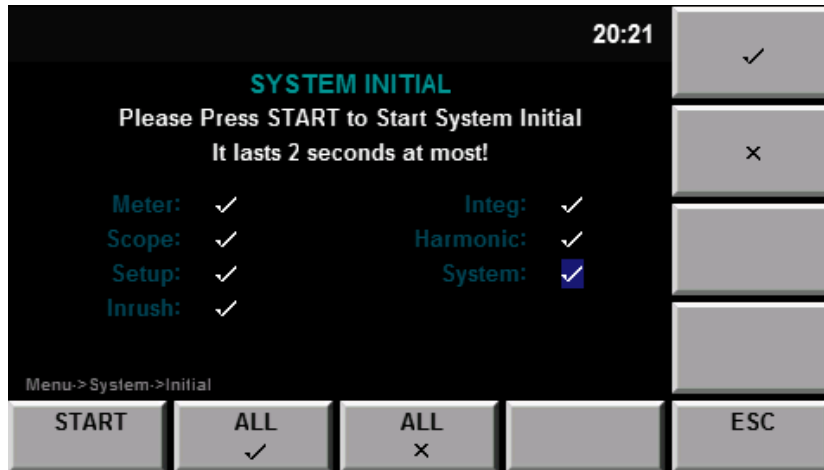 20:21
SYSTEM INITIAL
Please Press START to Start System Initial
It lasts 2 seconds at most!
Meter: ✓ Integ: ✓
Scope: ✓ Harmonic: ✓
Setup: ✓ System: ✓
Inrush: ✓
Menu->System->Initial
✓
×
START ALL ✓ ALL × ESC